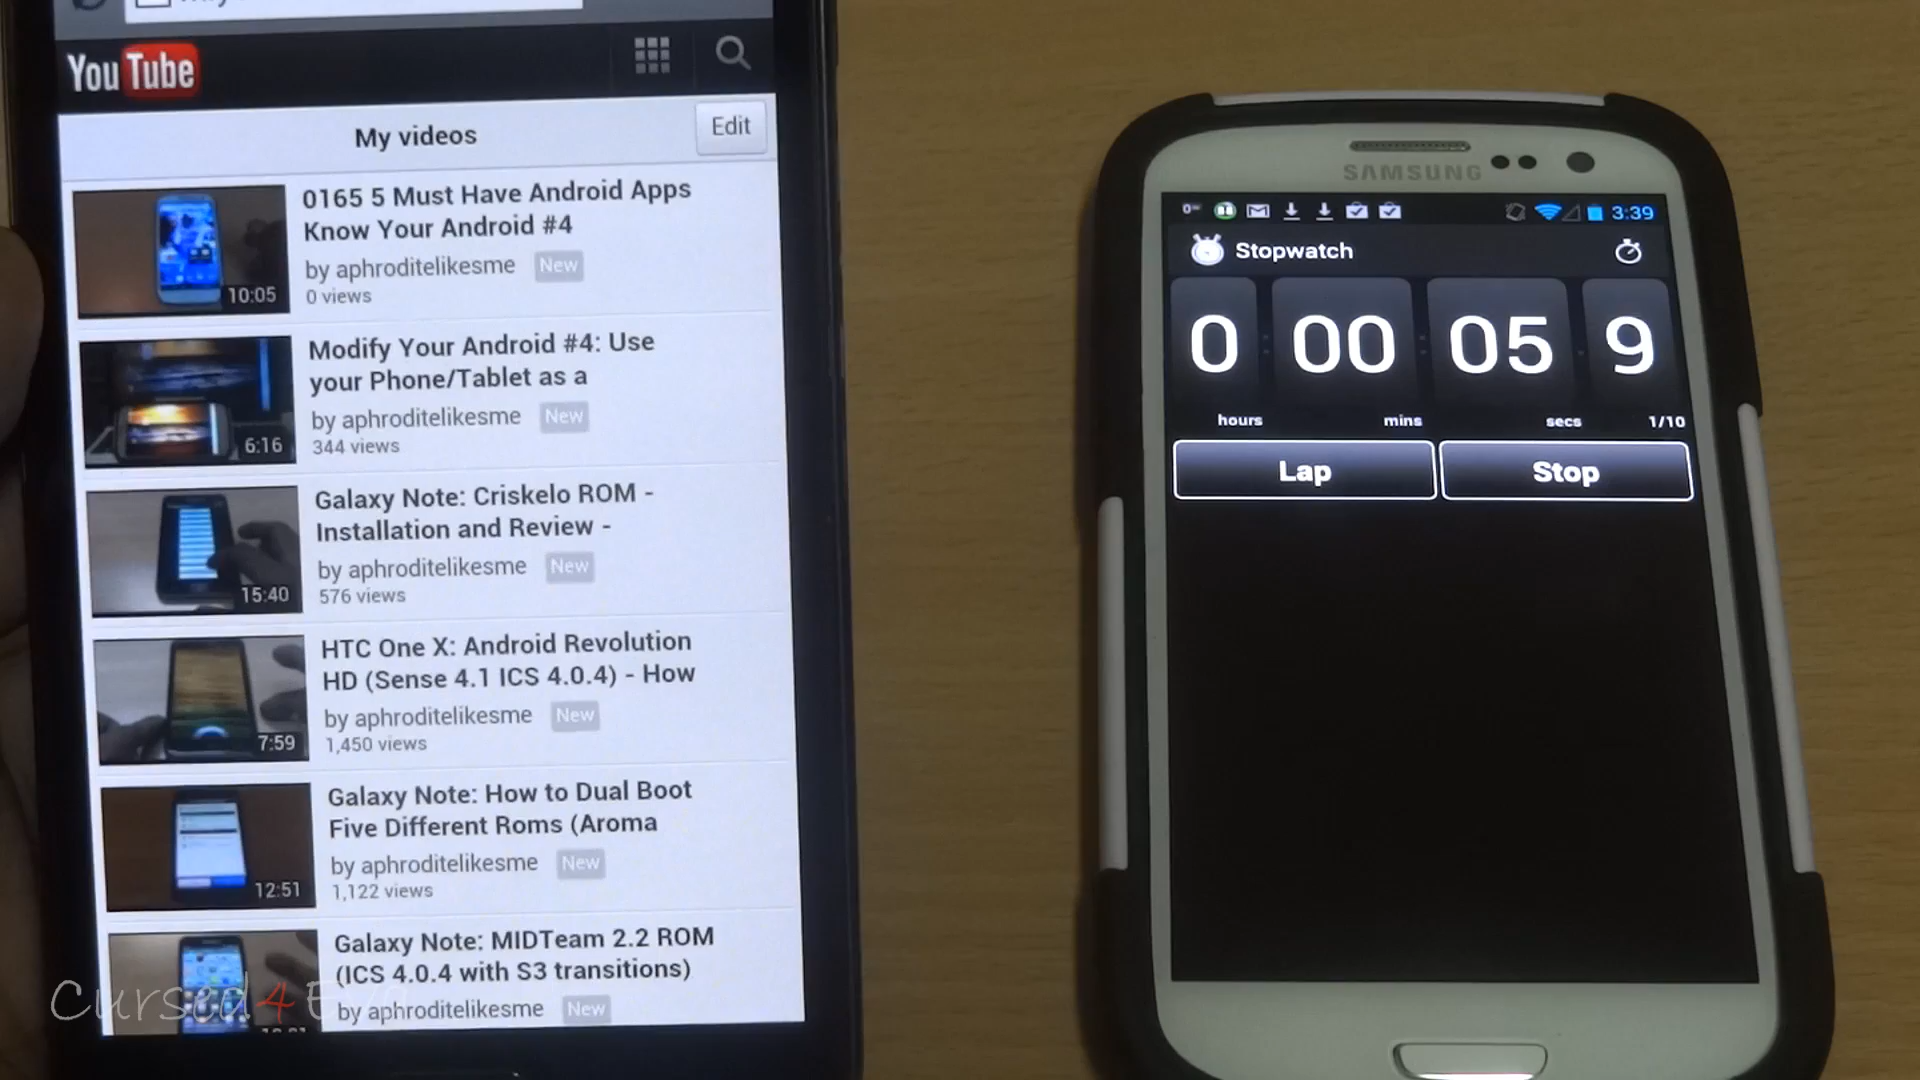 YouTube
My videos
Edit
0165 5 Must Have Android Apps
Know Your Android #4
by aphroditelikesme New
0 views
10:05
Modify Your Android #4: Use
your Phone/Tablet as a
by aphroditelikesme New
344 views
6:16
Galaxy Note: Criskelo ROM -
Installation and Review -
by aphroditelikesme New
576 views
15:40
HTC One X: Android Revolution
HD (Sense 4.1 ICS 4.0.4) - How
by aphroditelikesme New
1,450 views
7:59
Galaxy Note: How to Dual Boot
Five Different Roms (Aroma
by aphroditelikesme New
1,122 views
12:51
Galaxy Note: MIDTeam 2.2 ROM
(ICS 4.0.4 with S3 transitions)
by aphroditelikesme New
Cursed4
SAMSUNG
3:39
Stopwatch
0 : 00 : 05 . 9
hours mins secs 1/10
Lap Stop